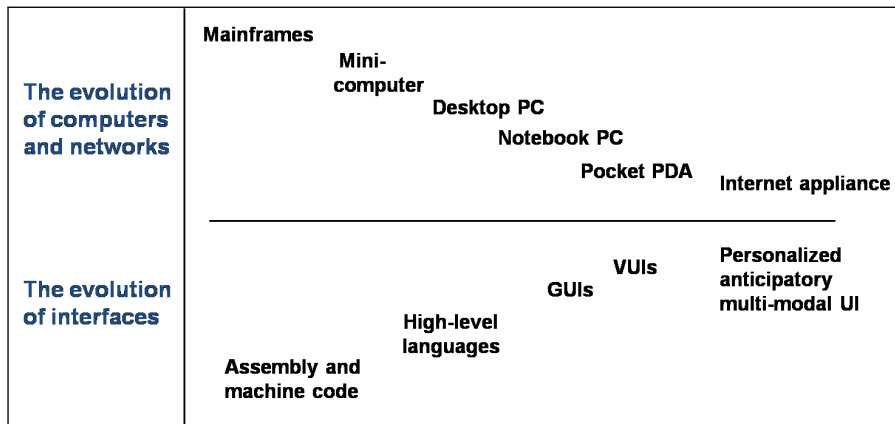 The evolution
of computers
and networks
Mainframes
Mini-
computer
Desktop PC
Notebook PC
Pocket PDA
Internet appliance
The evolution
of interfaces
Assembly and
machine code
High-level
languages
GUIs
VUIs
Personalized
anticipatory
multi-modal UI